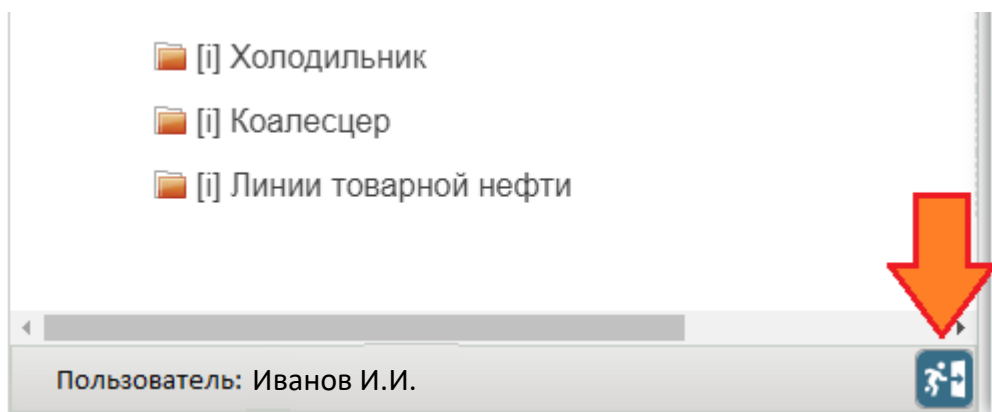 [i] Холодильник
[i] Коалесцер
[i] Линии товарной нефти
Пользователь: Иванов И.И.